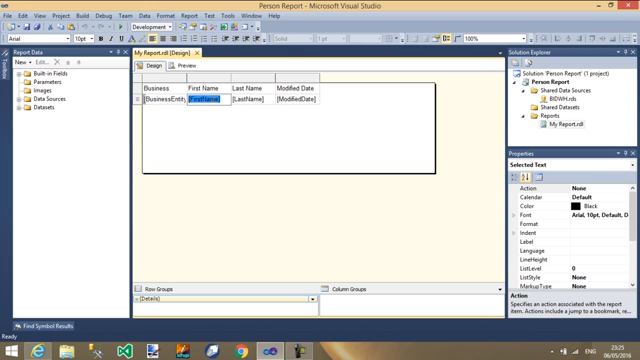 Person Report - Microsoft Visual Studio
File Edit View Project Build Debug Team Data Format Report Tools Test Window Help
Development
Arial 10pt B I U Solid 1 pt 100%
Report Data
New Edit...
Built-in Fields
Parameters
Images
Data Sources
Datasets
Toolbox
My Report.rdl [Design]
Design Preview
Business First Name Last Name Modified Date
[BusinessEntity [FirstName] [LastName] [ModifiedDate]
Row Groups Column Groups
(Details)
Solution Explorer
Solution 'Person Report' (1 project)
Person Report
Shared Data Sources
BIDWH.rds
Shared Datasets
Reports
My Report.rdl
Properties
Selected Text
Action None
Calendar Default
Color Black
Font Arial, 10pt, Default, D
Format
Indent
Label
Language
LineHeight
ListLevel 0
ListStyle None
MarkupType None
Action
Specifies an action associated with the report
item. Actions include a jump to a bookmark, re
Find Symbol Results
Ready
ENG
23:25
06/05/2016